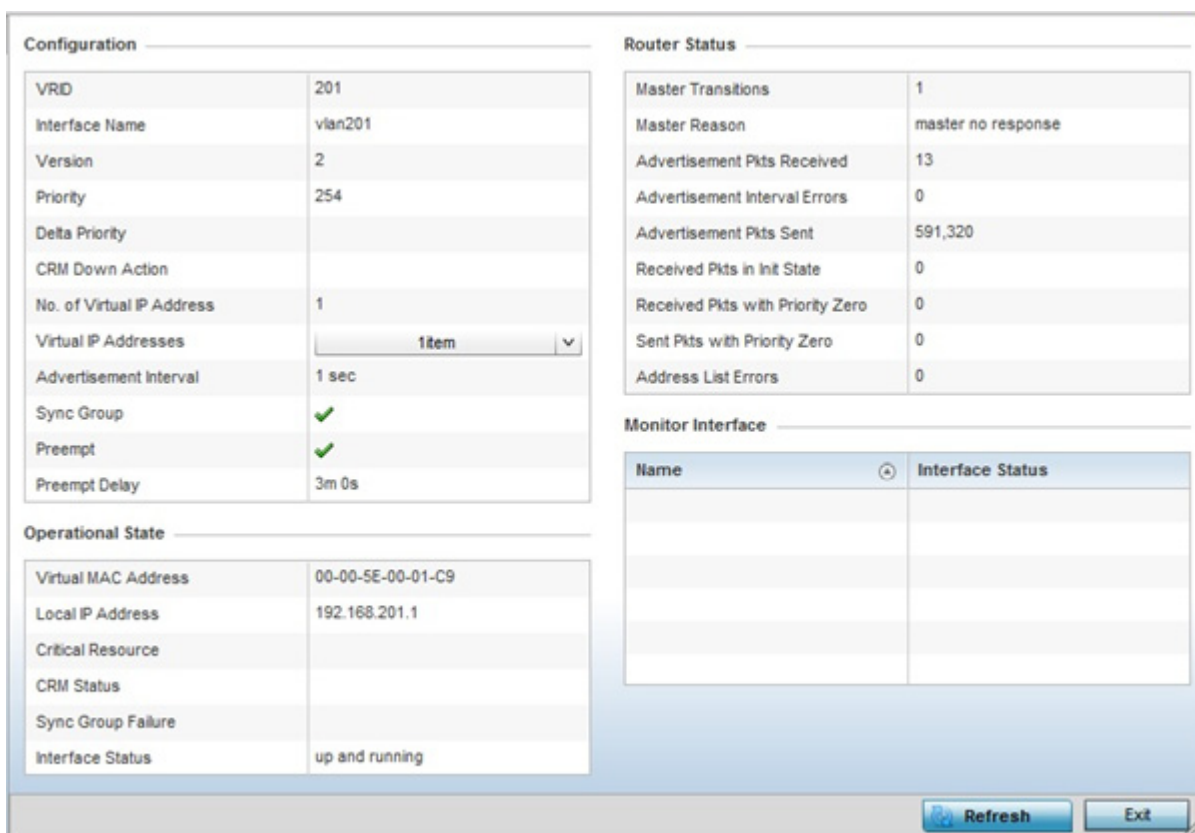 Configuration
VRID 201
Interface Name vlan201
Version 2
Priority 254
Delta Priority
CRM Down Action
No. of Virtual IP Address 1
Virtual IP Addresses 1item
Advertisement Interval 1 sec
Sync Group
Preempt
Preempt Delay 3m 0s
Operational State
Virtual MAC Address 00-00-5E-00-01-C9
Local IP Address 192.168.201.1
Critical Resource
CRM Status
Sync Group Failure
Interface Status up and running
Router Status
Master Transitions 1
Master Reason master no response
Advertisement Pkts Received 13
Advertisement Interval Errors 0
Advertisement Pkts Sent 591,320
Received Pkts in Init State 0
Received Pkts with Priority Zero 0
Sent Pkts with Priority Zero 0
Address List Errors 0
Monitor Interface
Name Interface Status
Refresh Exit